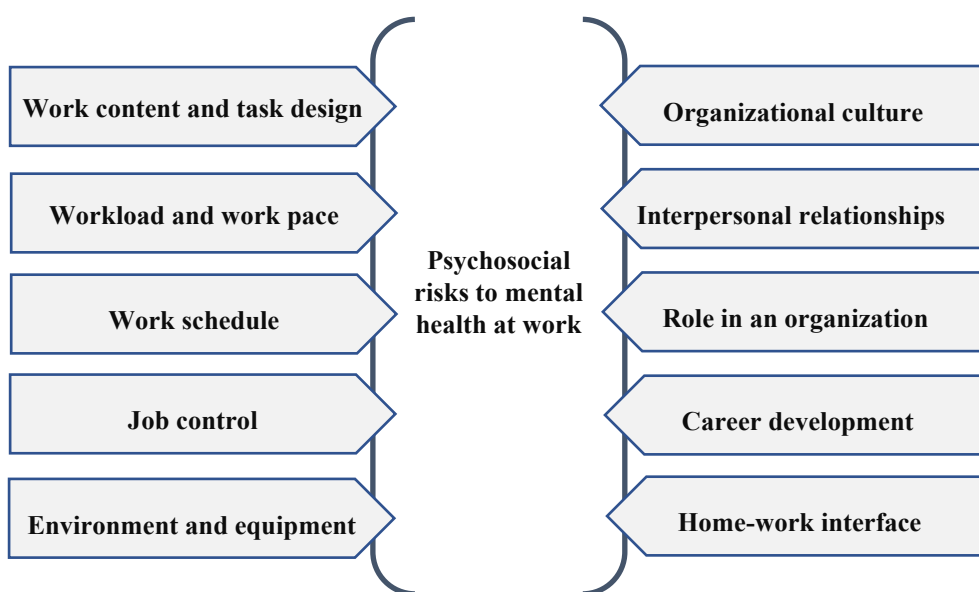 Work content and task design
Workload and work pace
Work schedule
Job control
Environment and equipment
Psychosocial
risks to mental
health at work
Organizational culture
Interpersonal relationships
Role in an organization
Career development
Home-work interface